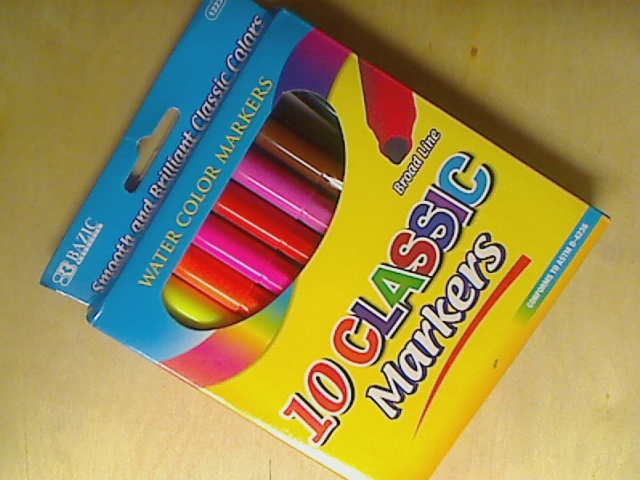 BAZIC
Smooth and Brilliant Classic Colors
WATER COLOR MARKERS
Broad Line
10 CLASSIC
Markers
CONFORMS TO ASTM D-4236